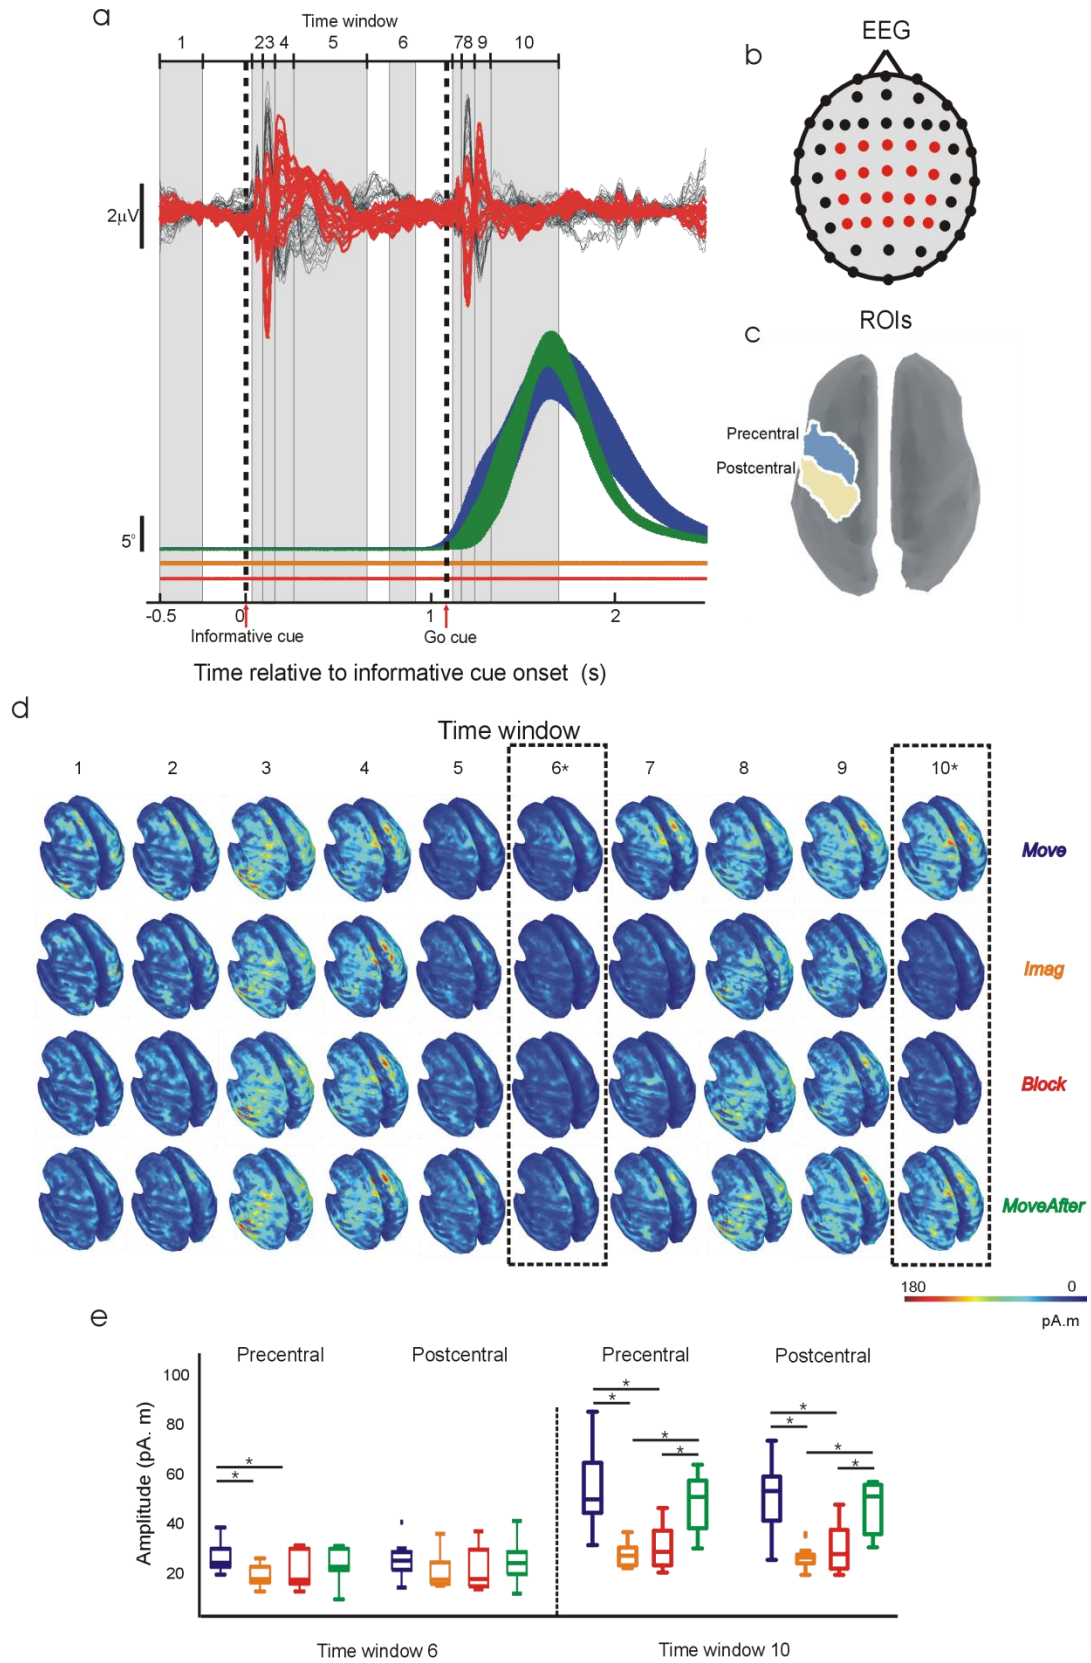 a
Time window
1 2 3 4 5 6 7 8 9 10
2µV
5°
-0.5 0 1 2
Informative cue Go cue
Time relative to informative cue onset (s)
b
EEG
c
ROIs
Precentral
Postcentral
d
Time window
1 2 3 4 5 6* 7 8 9 10*
Move
Imag
Block
MoveAfter
180 0
pA.m
e
Precentral Postcentral Precentral Postcentral
Amplitude (pA. m)
100
80
60
40
20
* * * * * * * * * *
Time window 6 Time window 10